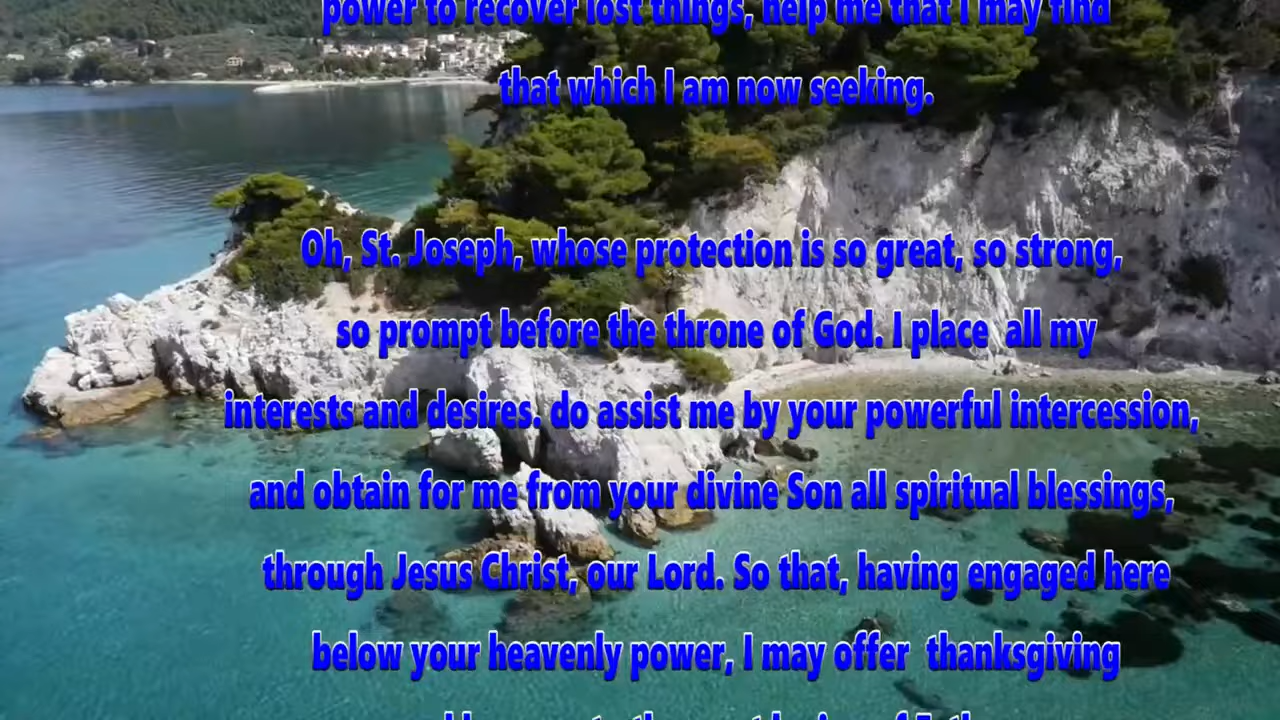 power to recover lost things, help me that I may find
that which I am now seeking.
Oh, St. Joseph, whose protection is so great, so strong,
so prompt before the throne of God. I place all my
interests and desires. do assist me by your powerful intercession,
and obtain for me from your divine Son all spiritual blessings,
through Jesus Christ, our Lord. So that, having engaged here
below your heavenly power, I may offer thanksgiving